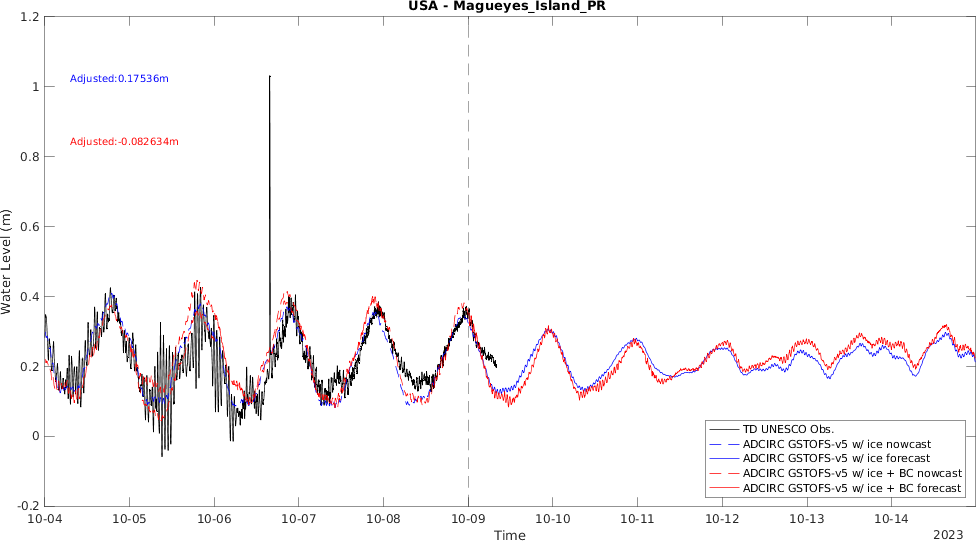 USA - Magueyes_Island_PR
1.2
1
0.8
0.6
0.4
0.2
0
-0.2
Water Level (m)
Adjusted:0.17536m
Adjusted:-0.082634m
TD UNESCO Obs.
ADCIRC GSTOFS-v5 w/ ice nowcast
ADCIRC GSTOFS-v5 w/ ice forecast
ADCIRC GSTOFS-v5 w/ ice + BC nowcast
ADCIRC GSTOFS-v5 w/ ice + BC forecast
10-04 10-05 10-06 10-07 10-08 10-09 10-10 10-11 10-12 10-13 10-14
Time
2023